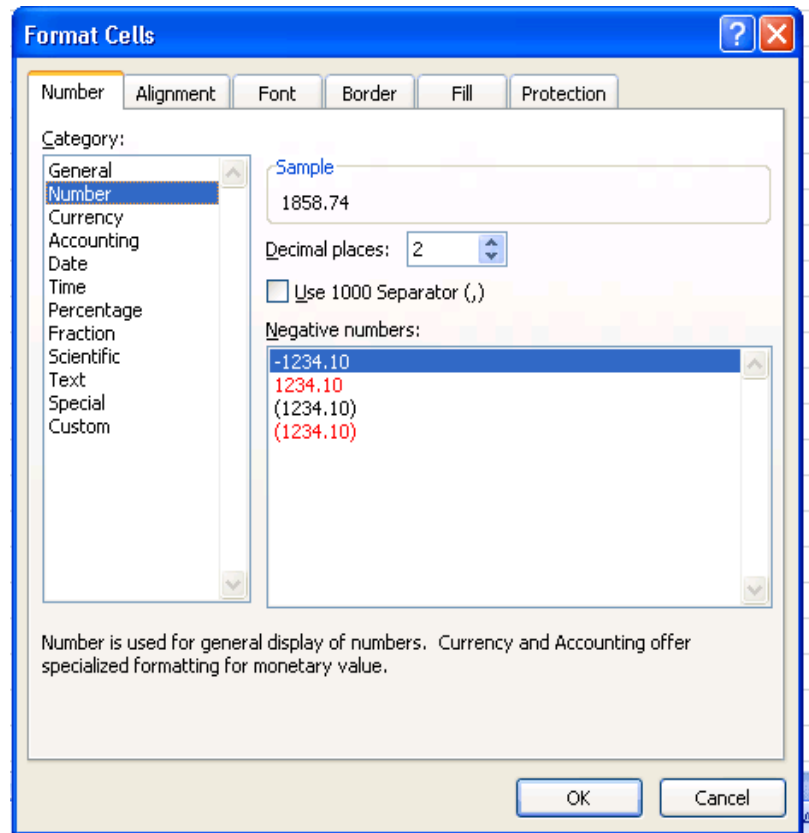 Format Cells
Number Alignment Font Border Fill Protection
Category:
General
Number
Currency
Accounting
Date
Time
Percentage
Fraction
Scientific
Text
Special
Custom
Sample
1858.74
Decimal places: 2
Use 1000 Separator (,)
Negative numbers:
-1234.10
1234.10
(1234.10)
(1234.10)
Number is used for general display of numbers.  Currency and Accounting offer
specialized formatting for monetary value.
OK Cancel